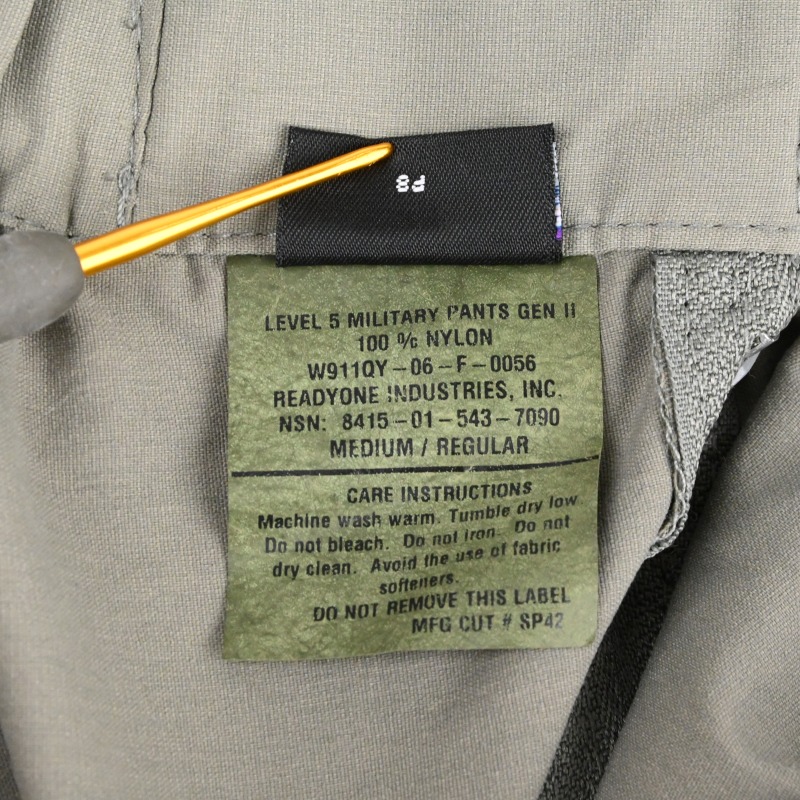 P8
LEVEL 5 MILITARY PANTS GEN II
100 % NYLON
W911QY-06-F-0056
READYONE INDUSTRIES, INC.
NSN: 8415-01-543-7090
MEDIUM / REGULAR
CARE INSTRUCTIONS
Machine wash warm. Tumble dry low
Do not bleach. Do not iron. Do not
dry clean. Avoid the use of fabric
softeners.
DO NOT REMOVE THIS LABEL
MFG CUT # SP42